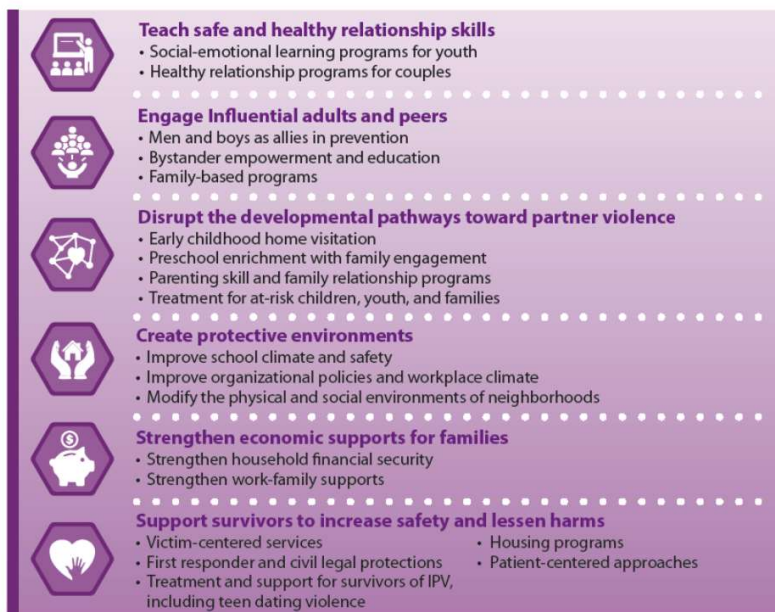 Teach safe and healthy relationship skills
• Social-emotional learning programs for youth
• Healthy relationship programs for couples
Engage Influential adults and peers
• Men and boys as allies in prevention
• Bystander empowerment and education
• Family-based programs
Disrupt the developmental pathways toward partner violence
• Early childhood home visitation
• Preschool enrichment with family engagement
• Parenting skill and family relationship programs
• Treatment for at-risk children, youth, and families
Create protective environments
• Improve school climate and safety
• Improve organizational policies and workplace climate
• Modify the physical and social environments of neighborhoods
Strengthen economic supports for families
• Strengthen household financial security
• Strengthen work-family supports
$
Support survivors to increase safety and lessen harms
• Victim-centered services
• First responder and civil legal protections
• Treatment and support for survivors of IPV,
including teen dating violence
• Housing programs
• Patient-centered approaches